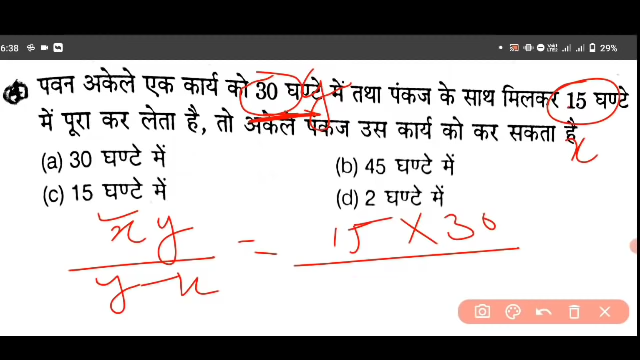 6:38
29%
पवन अकेले एक कार्य को 30 घण्टे में तथा पंकज के साथ मिलकर 15 घण्टे
में पूरा कर लेता है, तो अकेले पंकज उस कार्य को कर सकता है
x
(a) 30 घण्टे में (b) 45 घण्टे में
(c) 15 घण्टे में (d) 2 घण्टे में
x y = 15 × 30
y - x